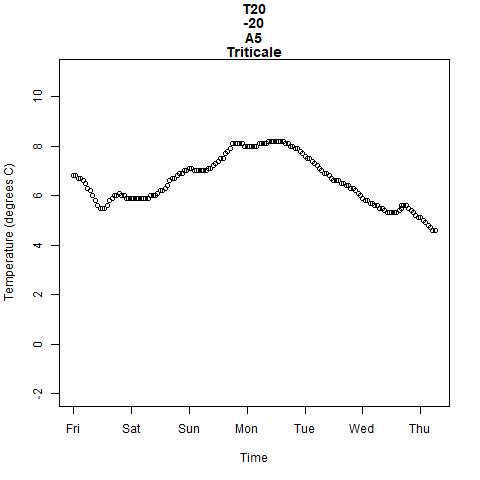 T20
-20
A5
Triticale
Temperature (degrees C)
10
8
6
4
2
0
-2
Fri Sat Sun Mon Tue Wed Thu
Time